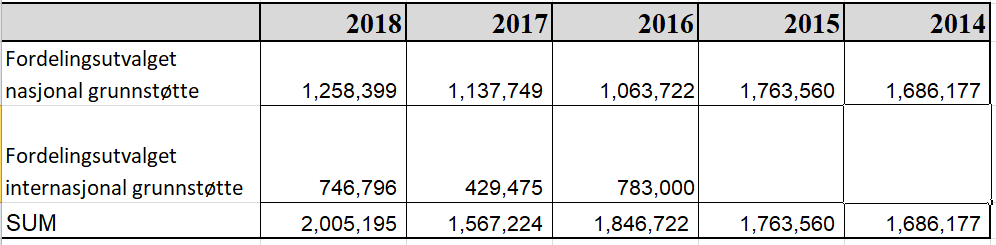 2018 2017 2016 2015 2014
Fordelingsutvalget
nasjonal grunnstøtte 1,258,399 1,137,749 1,063,722 1,763,560 1,686,177
Fordelingsutvalget
internasjonal grunnstøtte 746,796 429,475 783,000
SUM 2,005,195 1,567,224 1,846,722 1,763,560 1,686,177